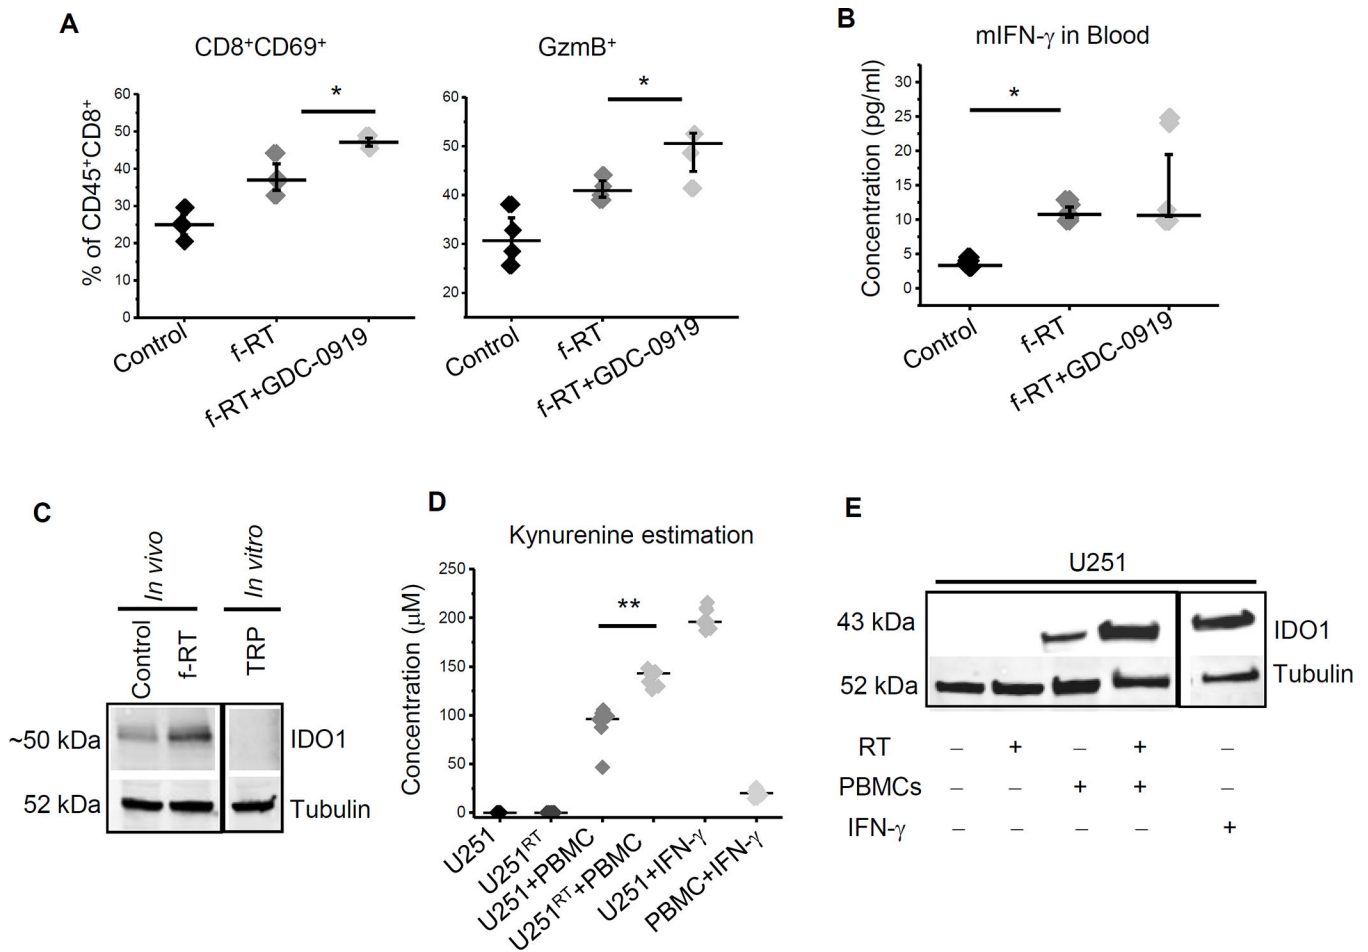 A
CD8⁺CD69⁺
GzmB⁺
% of CD45⁺CD8⁺
60
50
40
30
20
10
0
*
Control
f-RT
f-RT+GDC-0919
60
50
40
30
20
*
Control
f-RT
f-RT+GDC-0919
B
mIFN-γ in Blood
Concentration (pg/ml)
30
25
20
15
10
5
0
*
Control
f-RT
f-RT+GDC-0919
C
In vivo
In vitro
Control
f-RT
TRP
~50 kDa
IDO1
52 kDa
Tubulin
D
Kynurenine estimation
Concentration (µM)
250
200
150
100
50
0
**
U251
U251ᴿᵀ
U251+PBMC
U251ᴿᵀ+PBMC
U251+IFN-γ
PBMC+IFN-γ
E
U251
43 kDa
IDO1
52 kDa
Tubulin
RT – + – + –
PBMCs – – + + –
IFN-γ – – – – +